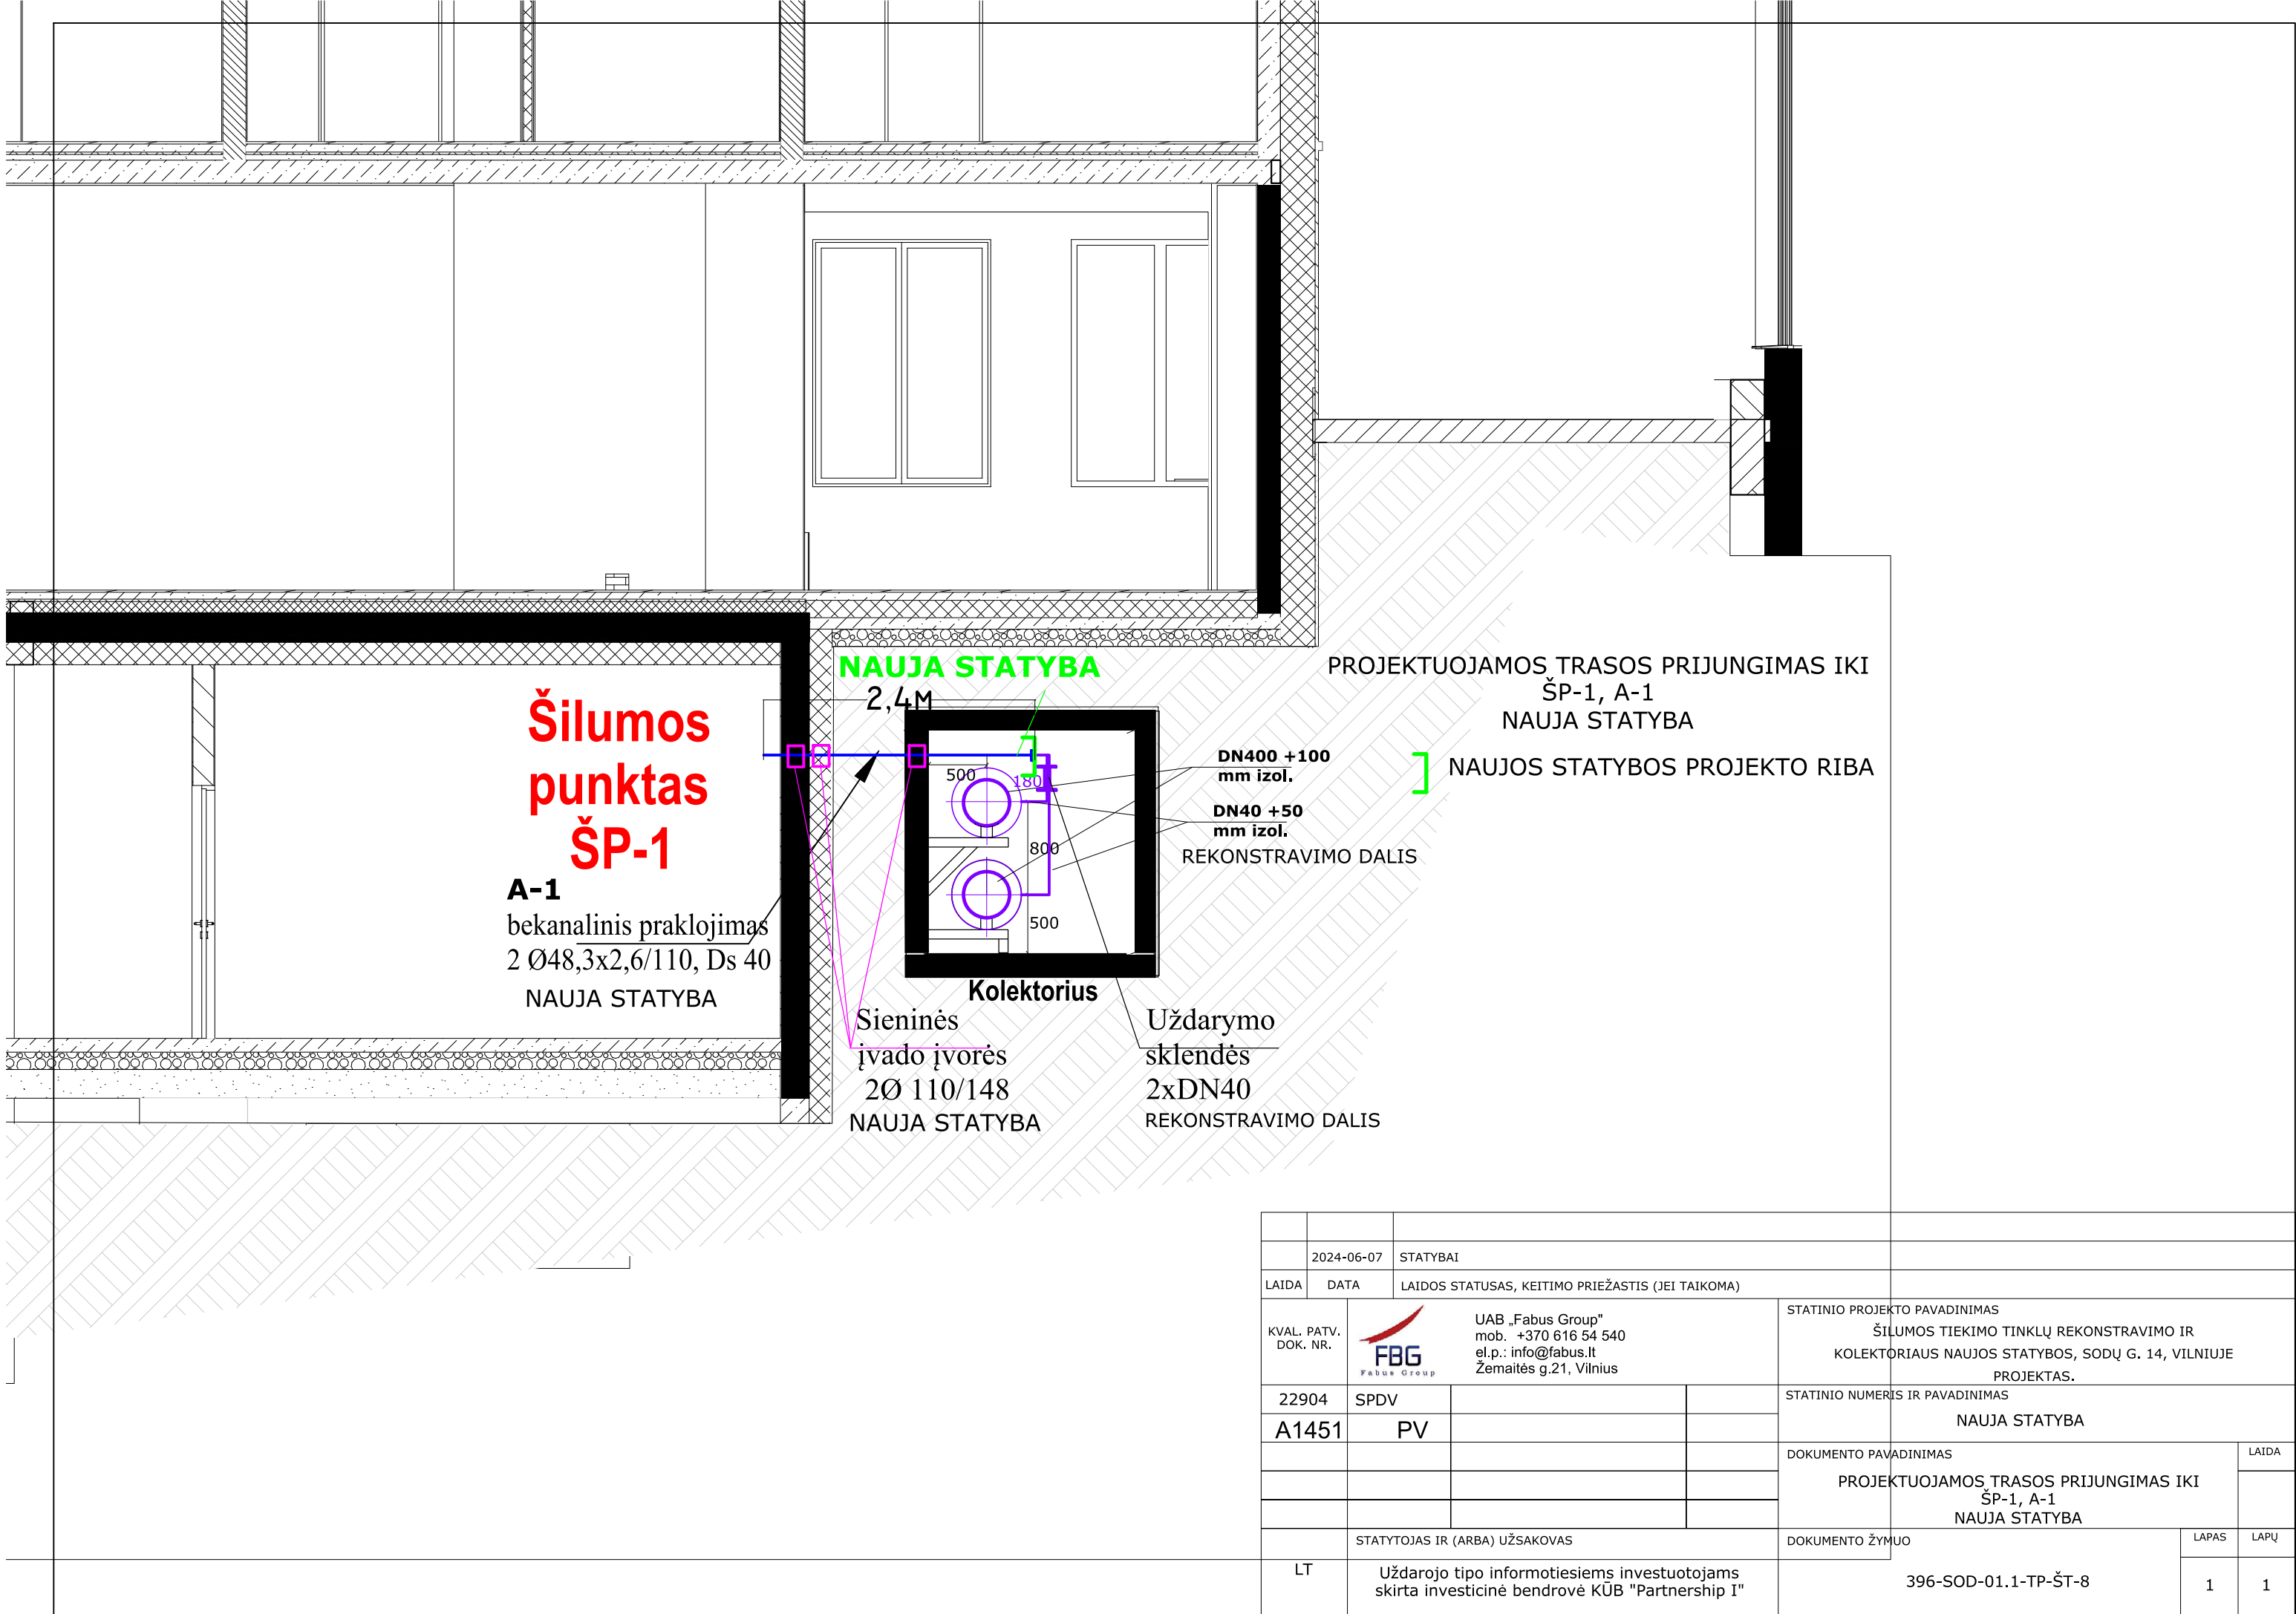 NAUJA STATYBA
2,4M
PROJEKTUOJAMOS TRASOS PRIJUNGIMAS IKI
ŠP-1, A-1
NAUJA STATYBA
NAUJOS STATYBOS PROJEKTO RIBA
Šilumos
punktas
ŠP-1
A-1
bekanalinis praklojimas
2 Ø48,3x2,6/110, Ds 40
NAUJA STATYBA
500
180
800
500
DN400 +100
mm izol.
DN40 +50
mm izol.
REKONSTRAVIMO DALIS
Kolektorius
Sieninės
įvado įvorės
2Ø 110/148
NAUJA STATYBA
Uždarymo
sklendės
2xDN40
REKONSTRAVIMO DALIS
2024-06-07 STATYBAI
LAIDA DATA LAIDOS STATUSAS, KEITIMO PRIEŽASTIS (JEI TAIKOMA)
KVAL. PATV.
DOK. NR.
FBG
Fabus Group
UAB „Fabus Group"
mob. +370 616 54 540
el.p.: info@fabus.lt
Žemaitės g.21, Vilnius
STATINIO PROJEKTO PAVADINIMAS
ŠILUMOS TIEKIMO TINKLŲ REKONSTRAVIMO IR
KOLEKTORIAUS NAUJOS STATYBOS, SODŲ G. 14, VILNIUJE
PROJEKTAS.
22904 SPDV
A1451 PV
STATINIO NUMERIS IR PAVADINIMAS
NAUJA STATYBA
DOKUMENTO PAVADINIMAS
LAIDA
PROJEKTUOJAMOS TRASOS PRIJUNGIMAS IKI
ŠP-1, A-1
NAUJA STATYBA
LT
STATYTOJAS IR (ARBA) UŽSAKOVAS
Uždarojo tipo informotiesiems investuotojams
skirta investicinė bendrovė KŪB "Partnership I"
DOKUMENTO ŽYMUO
396-SOD-01.1-TP-ŠT-8
LAPAS LAPŲ
1 1